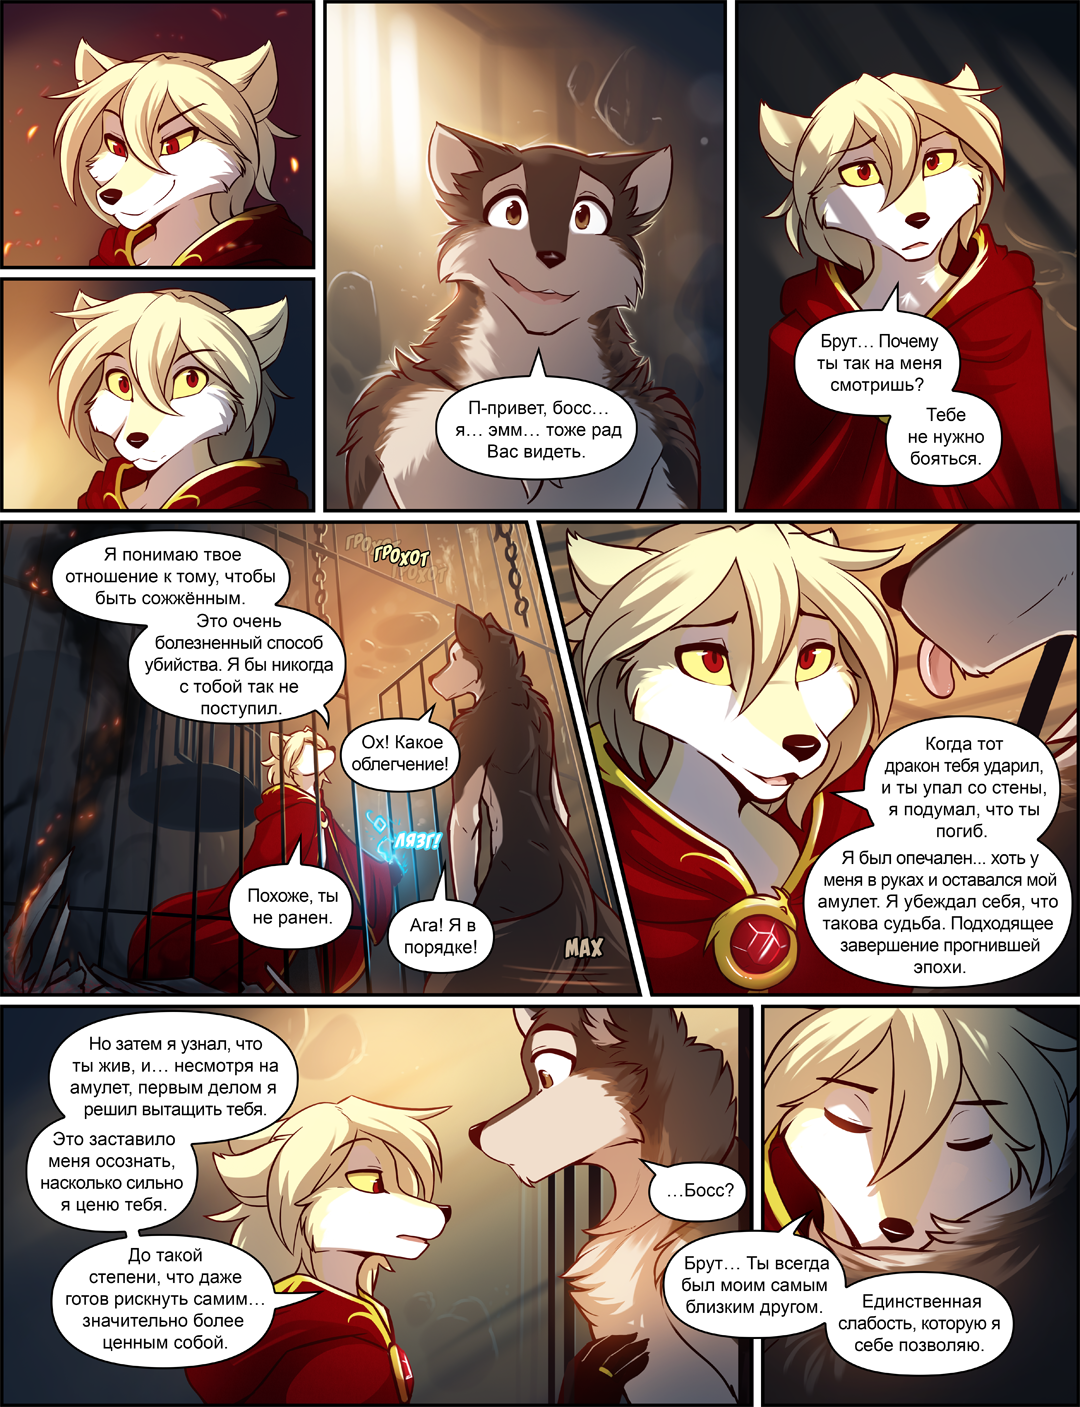 П-привет, босс...
я... эмм... тоже рад
Вас видеть.
Брут... Почему
ты так на меня
смотришь?
Тебе
не нужно
бояться.
Я понимаю твое
отношение к тому, чтобы
быть сожжённым.
Это очень
болезненный способ
убийства. Я бы никогда
с тобой так не
поступил.
ГРОХОТ
ГРОХОТ
ГРОХОТ
Ох! Какое
облегчение!
ЛЯЗГ!
Похоже, ты
не ранен.
Ага! Я в
порядке!
МАХ
Когда тот
дракон тебя ударил,
и ты упал со стены,
я подумал, что ты
погиб.
Я был опечален... хоть у
меня в руках и оставался мой
амулет. Я убеждал себя, что
такова судьба. Подходящее
завершение прогнившей
эпохи.
Но затем я узнал, что
ты жив, и... несмотря на
амулет, первым делом я
решил вытащить тебя.
Это заставило
меня осознать,
насколько сильно
я ценю тебя.
До такой
степени, что даже
готов рискнуть самим...
значительно более
ценным собой.
...Босс?
Брут... Ты всегда
был моим самым
близким другом.
Единственная
слабость, которую я
себе позволяю.